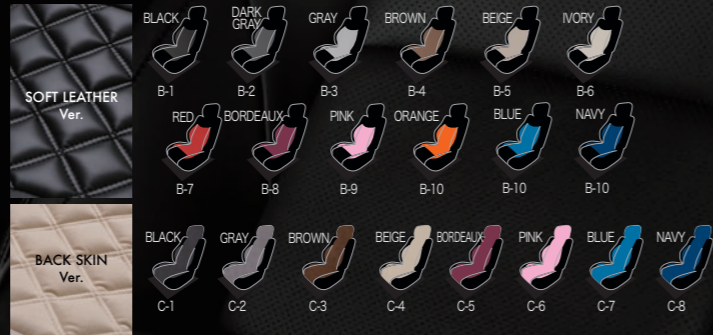 SOFT LEATHER
Ver.
BLACK
DARK
GRAY
GRAY
BROWN
BEIGE
IVORY
B-1
B-2
B-3
B-4
B-5
B-6
RED
BORDEAUX
PINK
ORANGE
BLUE
NAVY
B-7
B-8
B-9
B-10
B-10
B-10
BACK SKIN
Ver.
BLACK
GRAY
BROWN
BEIGE
BORDEAUX
PINK
BLUE
NAVY
C-1
C-2
C-3
C-4
C-5
C-6
C-7
C-8